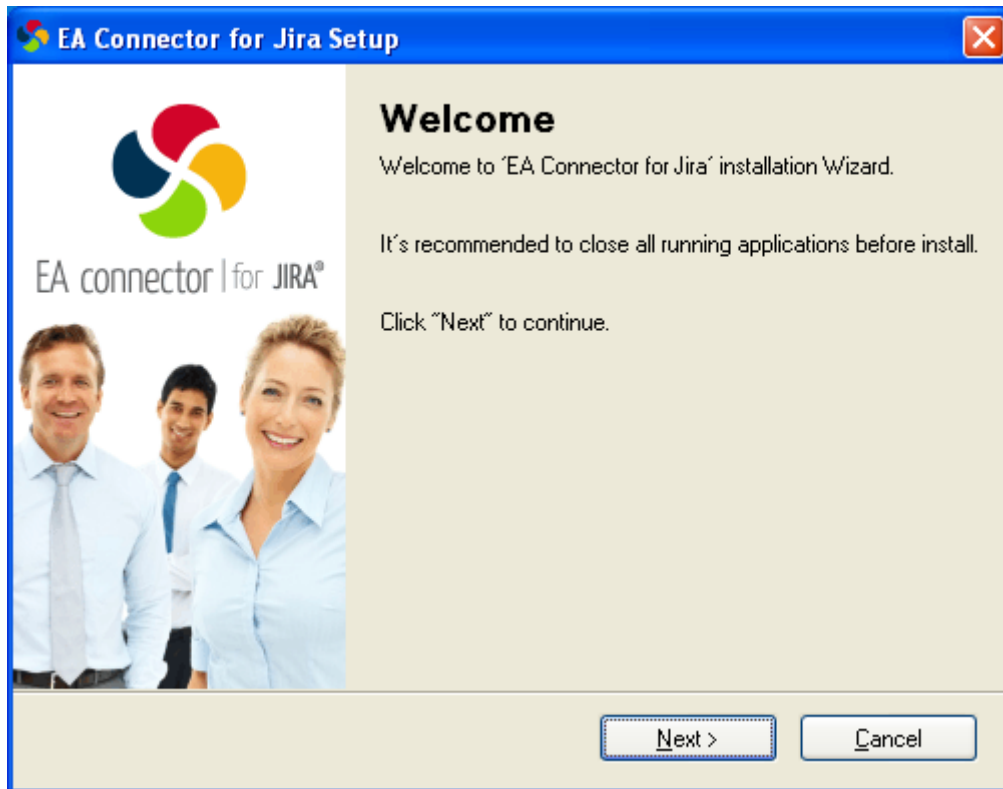 EA Connector for Jira Setup
EA connector | for JIRA®
Welcome
Welcome to ´EA Connector for Jira´ installation Wizard.
It´s recommended to close all running applications before install.
Click ˝Next˝ to continue.
Next >
Cancel